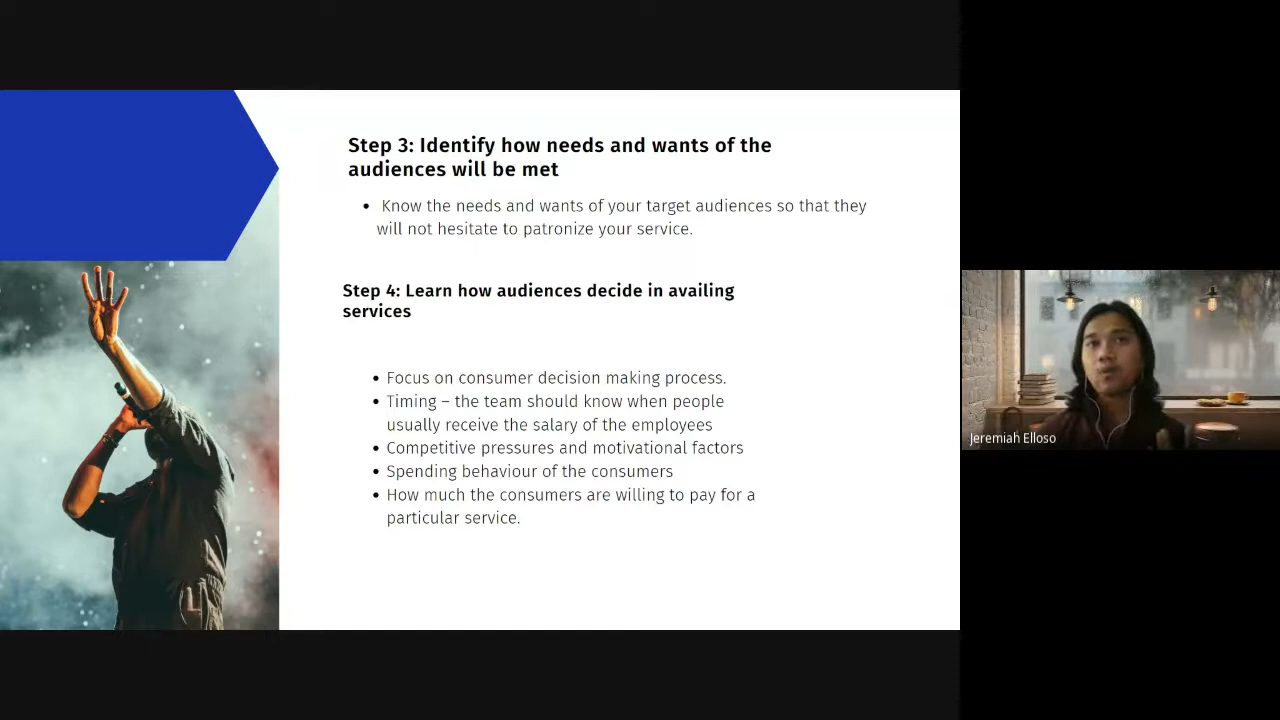 Step 3: Identify how needs and wants of the
audiences will be met
• Know the needs and wants of your target audiences so that they
will not hesitate to patronize your service.
Step 4: Learn how audiences decide in availing
services
• Focus on consumer decision making process.
• Timing – the team should know when people
usually receive the salary of the employees
• Competitive pressures and motivational factors
• Spending behaviour of the consumers
• How much the consumers are willing to pay for a
particular service.
Jeremiah Elloso